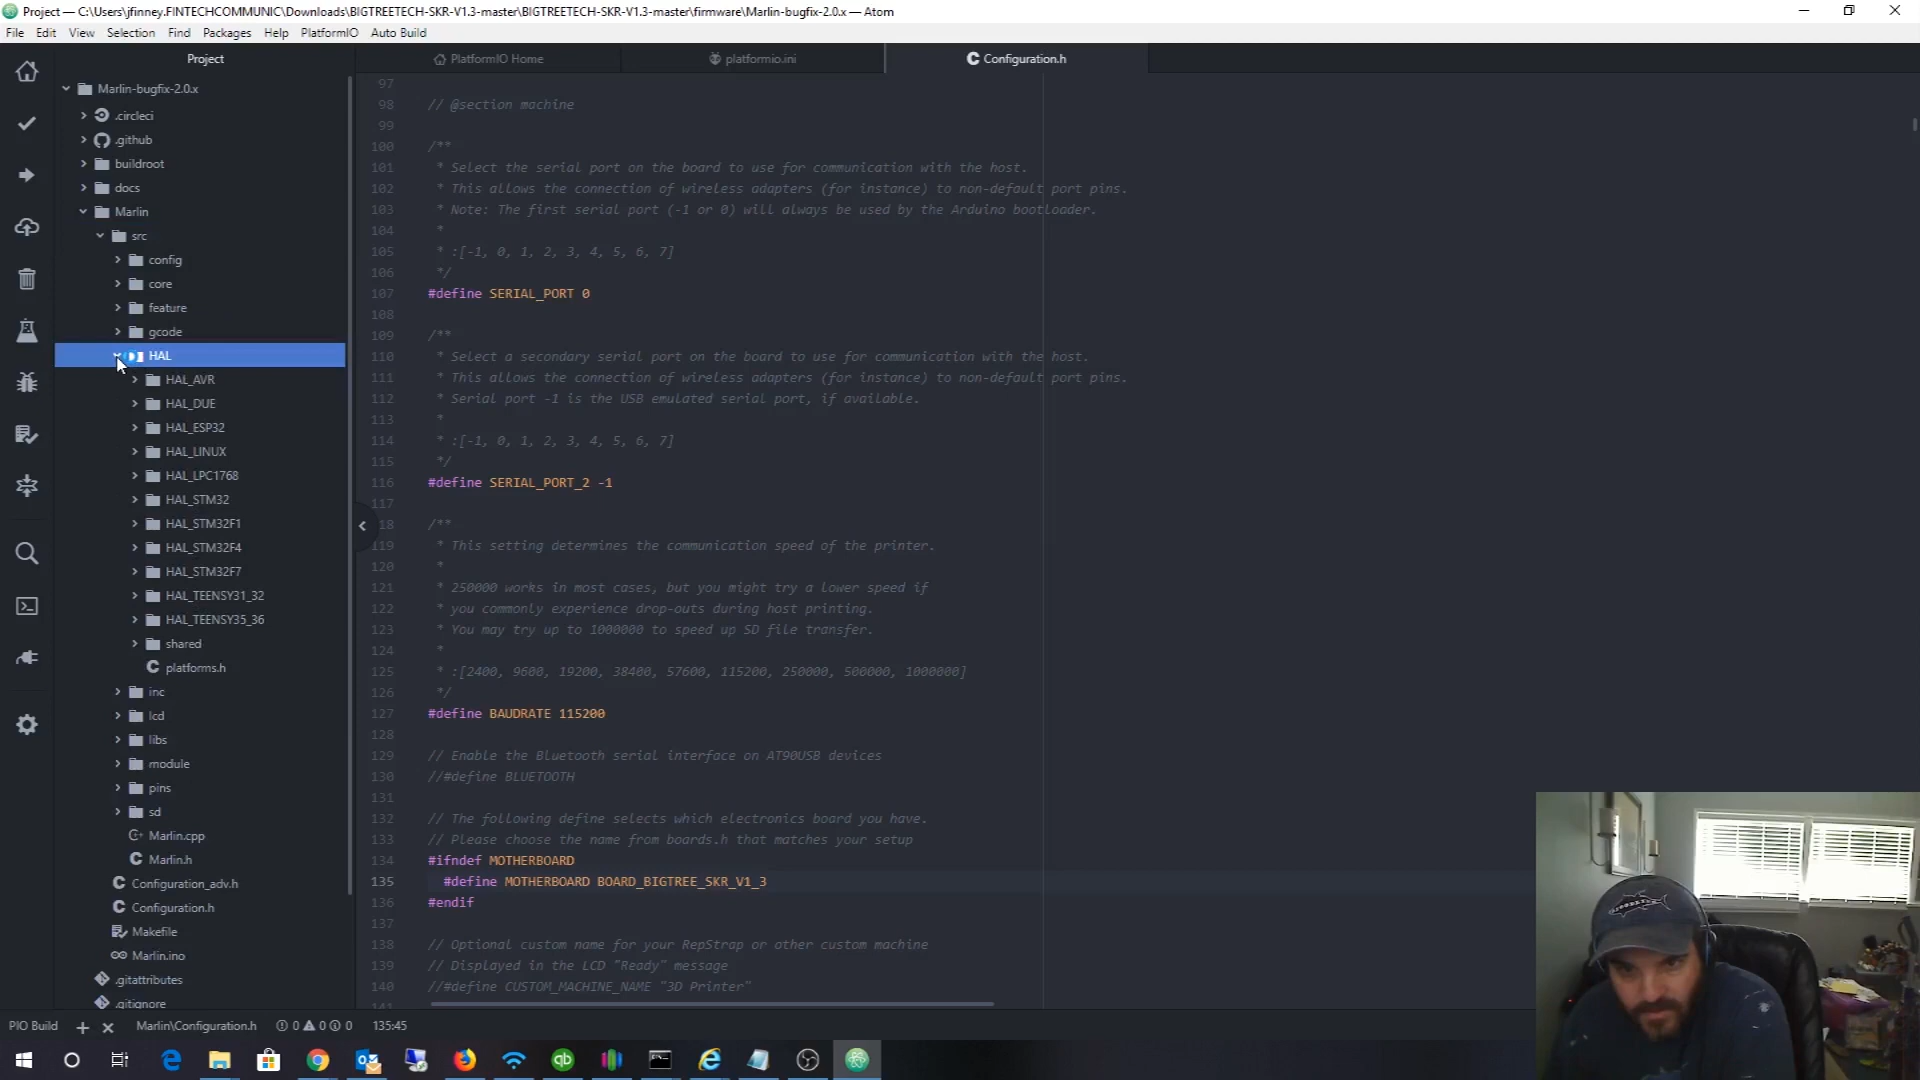 Project — C:\Users\jfinney.FINTECHCOMMUNIC\Downloads\BIGTREETECH-SKR-V1.3-master\BIGTREETECH-SKR-V1.3-master\firmware\Marlin-bugfix-2.0.x — Atom
File Edit View Selection Find Packages Help PlatformIO Auto Build
Project
PlatformIO Home
platformio.ini
Configuration.h
Marlin-bugfix-2.0.x
.circleci
.github
buildroot
docs
Marlin
src
config
core
feature
gcode
HAL
HAL_AVR
HAL_DUE
HAL_ESP32
HAL_LINUX
HAL_LPC1768
HAL_STM32
HAL_STM32F1
HAL_STM32F4
HAL_STM32F7
HAL_TEENSY31_32
HAL_TEENSY35_36
shared
platforms.h
inc
lcd
libs
module
pins
sd
Marlin.cpp
Marlin.h
Configuration_adv.h
Configuration.h
Makefile
Marlin.ino
.gitattributes
.gitignore
97
98 // @section machine
99
100 /**
101 * Select the serial port on the board to use for communication with the host.
102 * This allows the connection of wireless adapters (for instance) to non-default port pins.
103 * Note: The first serial port (-1 or 0) will always be used by the Arduino bootloader.
104 *
105 * :[-1, 0, 1, 2, 3, 4, 5, 6, 7]
106 */
107 #define SERIAL_PORT 0
108
109 /**
110 * Select a secondary serial port on the board to use for communication with the host.
111 * This allows the connection of wireless adapters (for instance) to non-default port pins.
112 * Serial port -1 is the USB emulated serial port, if available.
113 *
114 * :[-1, 0, 1, 2, 3, 4, 5, 6, 7]
115 */
116 #define SERIAL_PORT_2 -1
117
18 /**
119 * This setting determines the communication speed of the printer.
120 *
121 * 250000 works in most cases, but you might try a lower speed if
122 * you commonly experience drop-outs during host printing.
123 * You may try up to 1000000 to speed up SD file transfer.
124 *
125 * :[2400, 9600, 19200, 38400, 57600, 115200, 250000, 500000, 1000000]
126 */
127 #define BAUDRATE 115200
128
129 // Enable the Bluetooth serial interface on AT90USB devices
130 //#define BLUETOOTH
131
132 // The following define selects which electronics board you have.
133 // Please choose the name from boards.h that matches your setup
134 #ifndef MOTHERBOARD
135 #define MOTHERBOARD BOARD_BIGTREE_SKR_V1_3
136 #endif
137
138 // Optional custom name for your RepStrap or other custom machine
139 // Displayed in the LCD "Ready" message
140 //#define CUSTOM_MACHINE_NAME "3D Printer"
141
PIO Build + × Marlin\Configuration.h 0 0 0 135:45